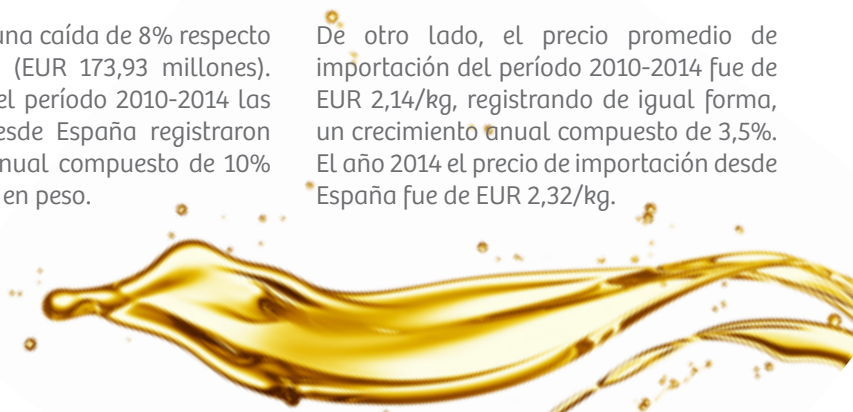 una caída de 8% respecto
(EUR 173,93 millones).
el período 2010-2014 las
desde España registraron
anual compuesto de 10%
en peso.
De otro lado, el precio promedio de
importación del período 2010-2014 fue de
EUR 2,14/kg, registrando de igual forma,
un crecimiento anual compuesto de 3,5%.
El año 2014 el precio de importación desde
España fue de EUR 2,32/kg.